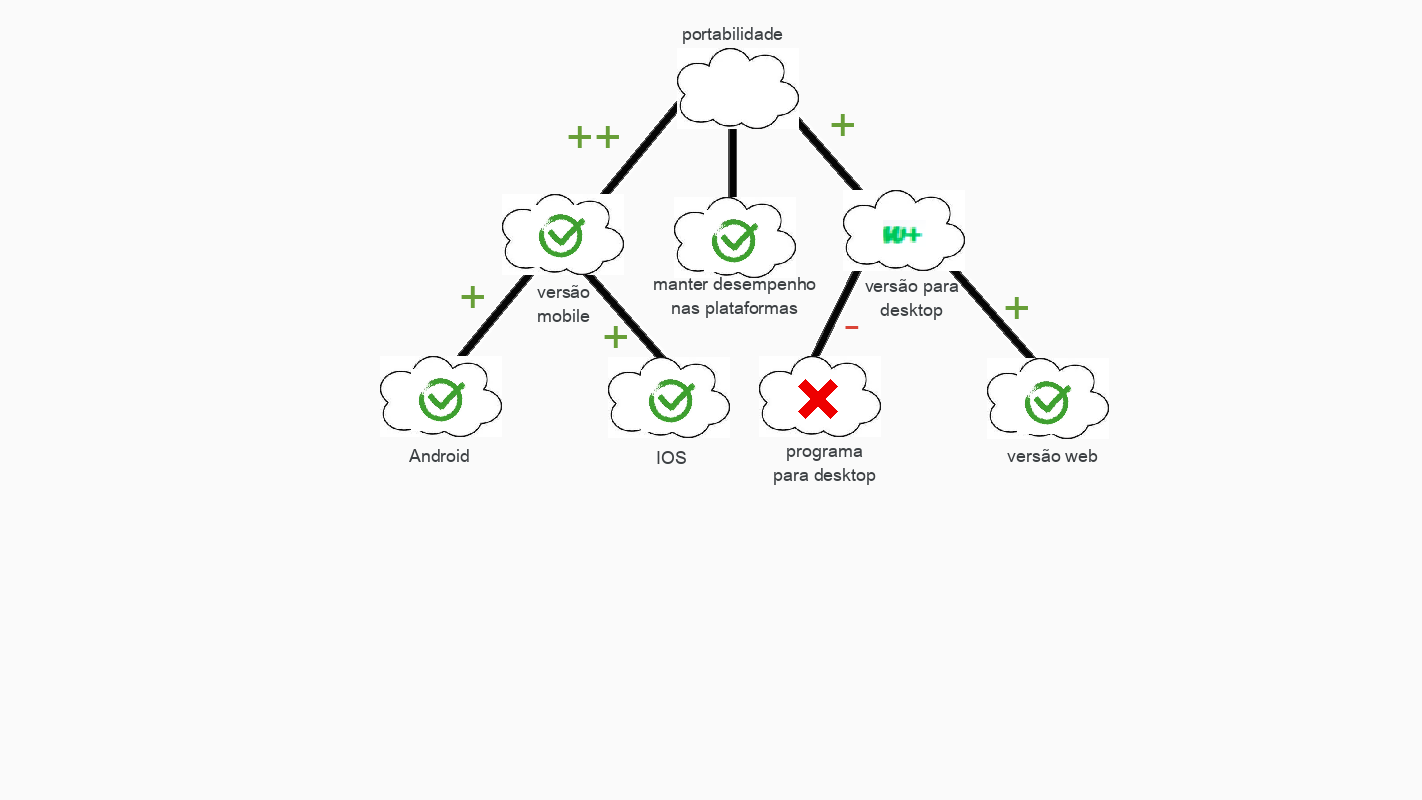 portabilidade
++
+
w+
+
versão
mobile
+
manter desempenho
nas plataformas
-
versão para
desktop
+
Android
IOS
programa
para desktop
versão web